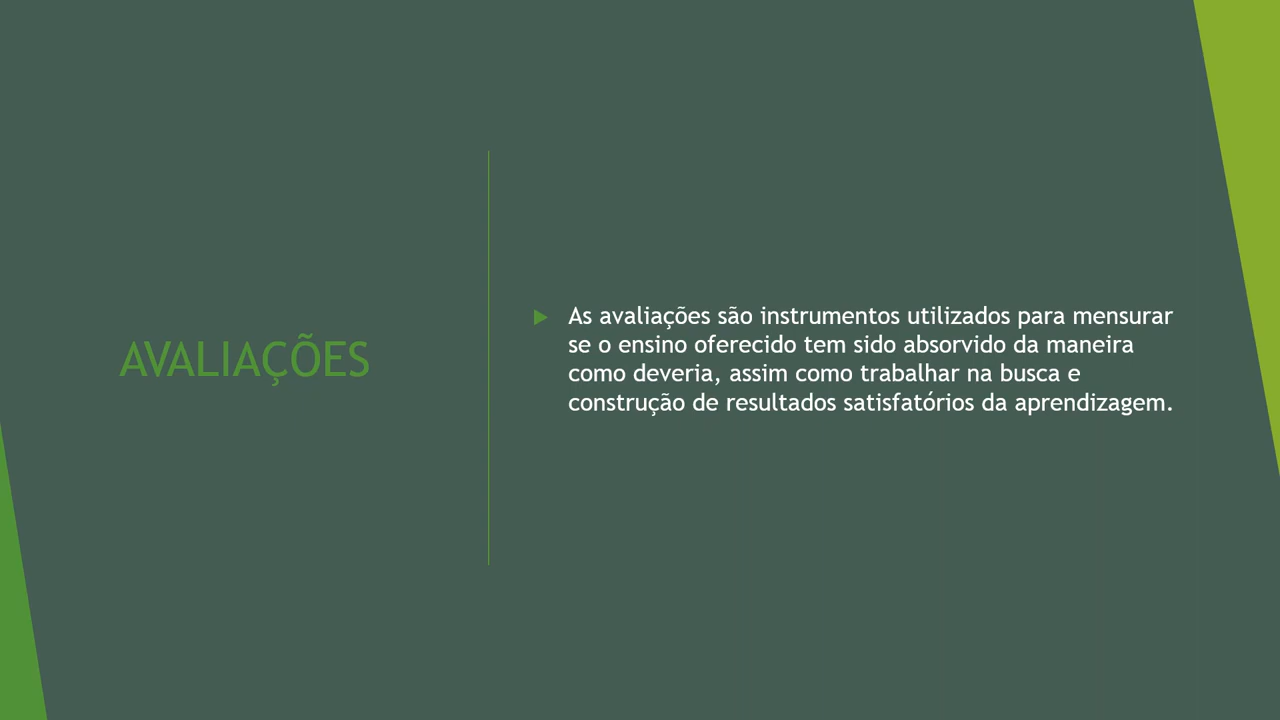 AVALIAÇÕES
As avaliações são instrumentos utilizados para mensurar
se o ensino oferecido tem sido absorvido da maneira
como deveria, assim como trabalhar na busca e
construção de resultados satisfatórios da aprendizagem.